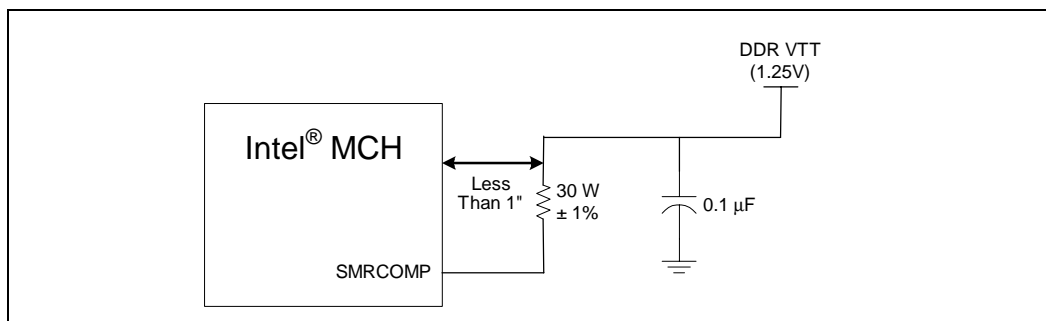 DDR VTT
(1.25V)
Intel® MCH
Less
Than 1"
30 W
± 1%
0.1 μF
SMRCOMP